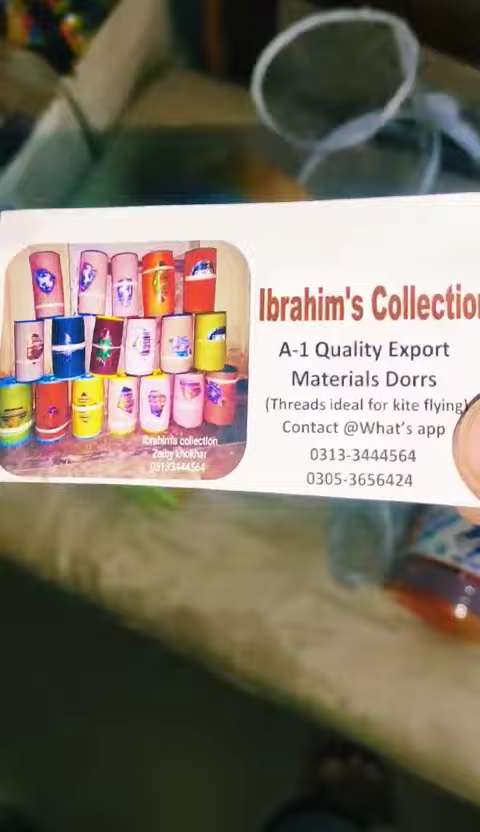 Ibrahim's Collection
A-1 Quality Export
Materials Dorrs
(Threads ideal for kite flying)
Contact @What's app
0313-3444564
0305-3656424
Ibrahim's collection
Zaiby khokhar
03133444564